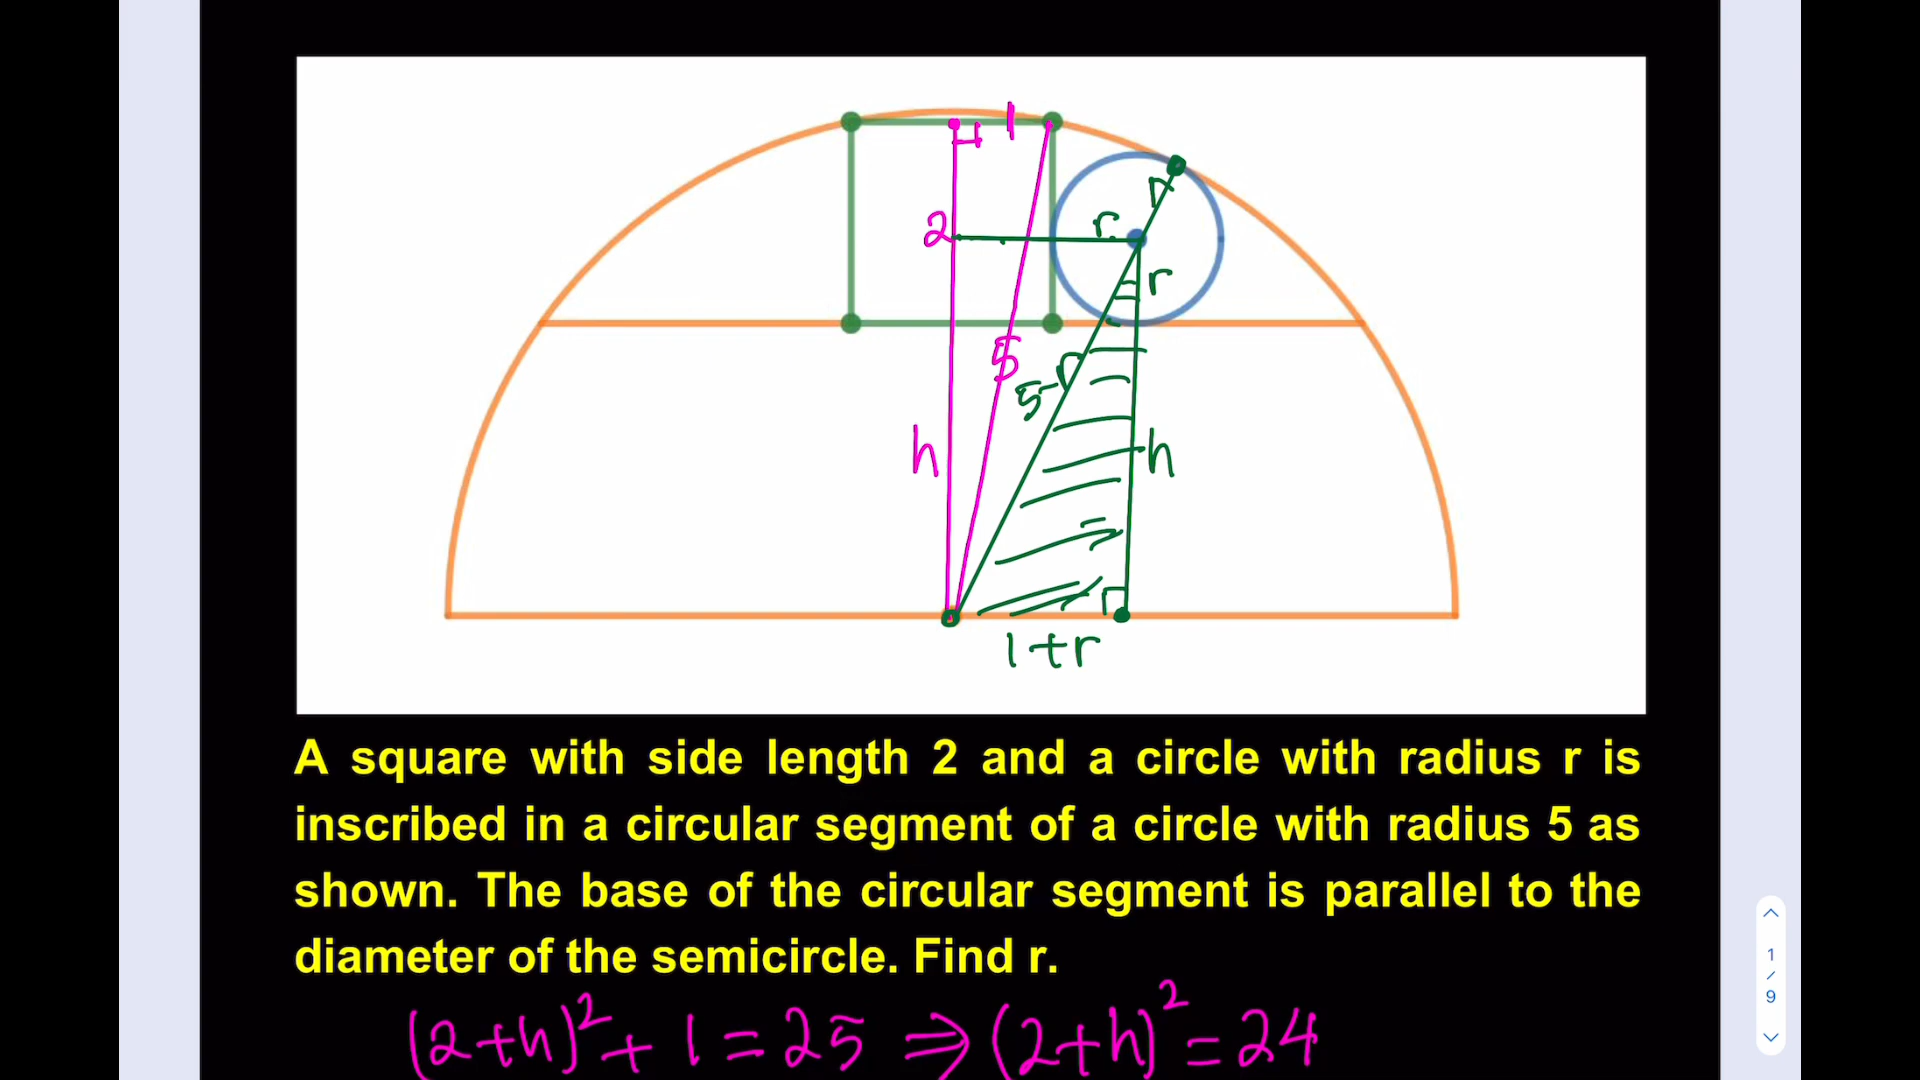 1
2
r
r
r
5
5-r
h
h
1+r
A square with side length 2 and a circle with radius r is
inscribed in a circular segment of a circle with radius 5 as
shown. The base of the circular segment is parallel to the
diameter of the semicircle. Find r.
(2+h)²+1=25 ⇒ (2+h)²=24
1
/
9